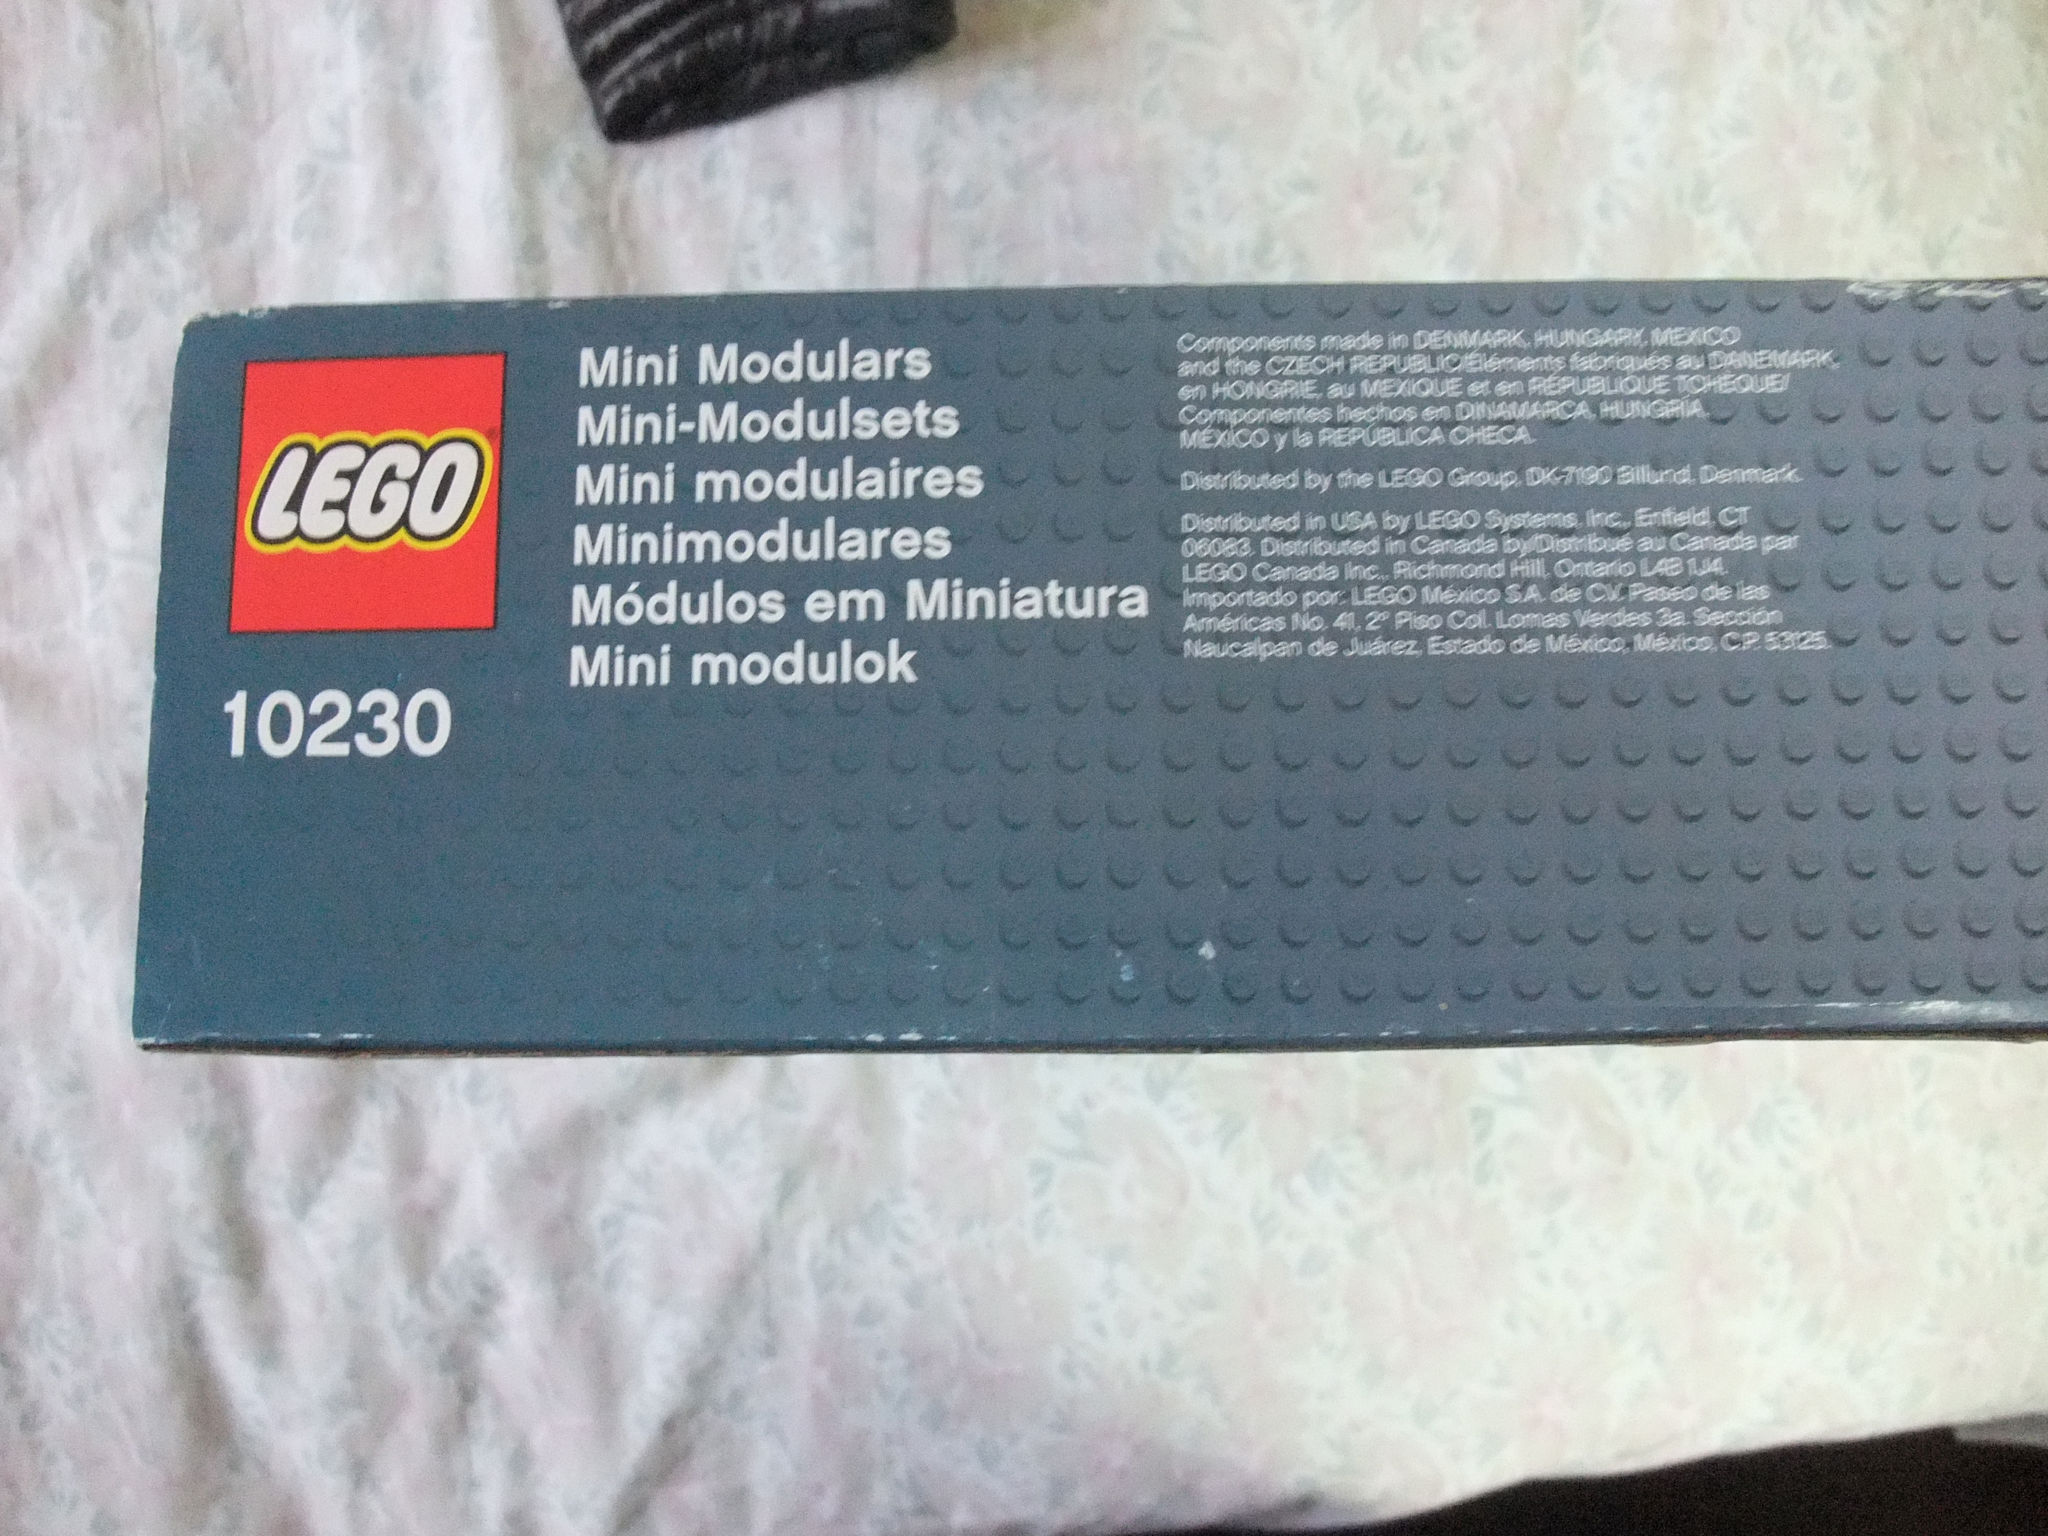 LEGO
10230
Mini Modulars
Mini-Modulsets
Mini modulaires
Minimodulares
Módulos em Miniatura
Mini modulok
Components made in DENMARK, HUNGARY, MEXICO
and the CZECH REPUBLIC/Éléments fabriqués au DANEMARK,
en HONGRIE, au MEXIQUE et en RÉPUBLIQUE TCHÈQUE/
Componentes hechos en DINAMARCA, HUNGRÍA,
MÉXICO y la REPÚBLICA CHECA.
Distributed by the LEGO Group, DK-7190 Billund, Denmark.
Distributed in USA by LEGO Systems, Inc., Enfield, CT
06083. Distributed in Canada by/Distribué au Canada par
LEGO Canada Inc., Richmond Hill, Ontario L4B 1J4.
Importado por: LEGO México S.A. de C.V. Paseo de las
Américas No. 41, 2º Piso Col. Lomas Verdes 3a. Sección
Naucalpan de Juárez, Estado de México, México, C.P. 53125.